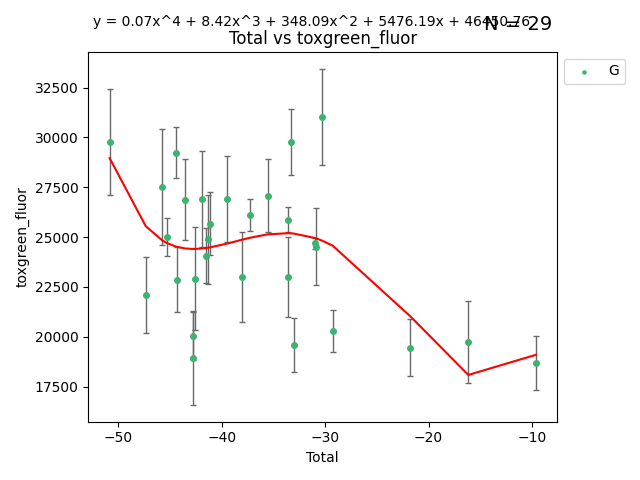 y = 0.07x^4 + 8.42x^3 + 348.09x^2 + 5476.19x + 46450.76
N = 29
Total vs toxgreen_fluor
G
32500
30000
27500
25000
22500
20000
17500
toxgreen_fluor
−50
−40
−30
−20
−10
Total